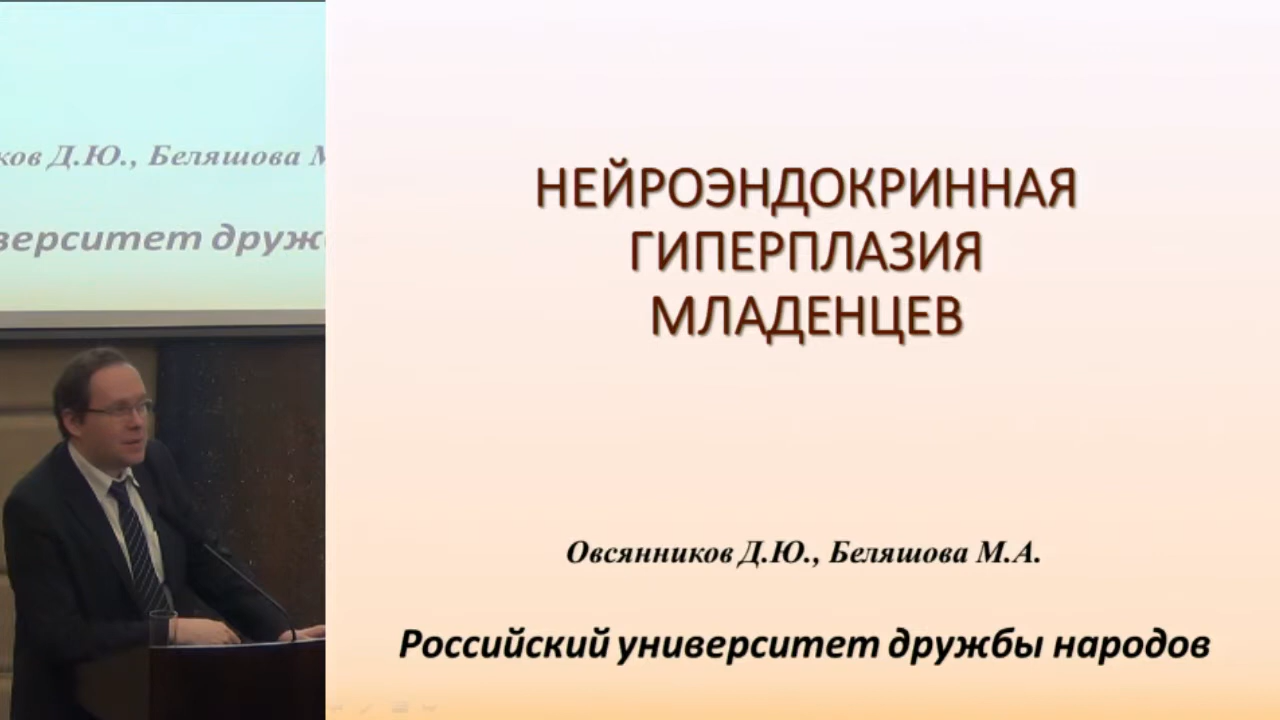 ков Д.Ю., Беляшова
верситет друж
НЕЙРОЭНДОКРИННАЯ
ГИПЕРПЛАЗИЯ
МЛАДЕНЦЕВ
Овсянников Д.Ю., Беляшова М.А.
Российский университет дружбы народов